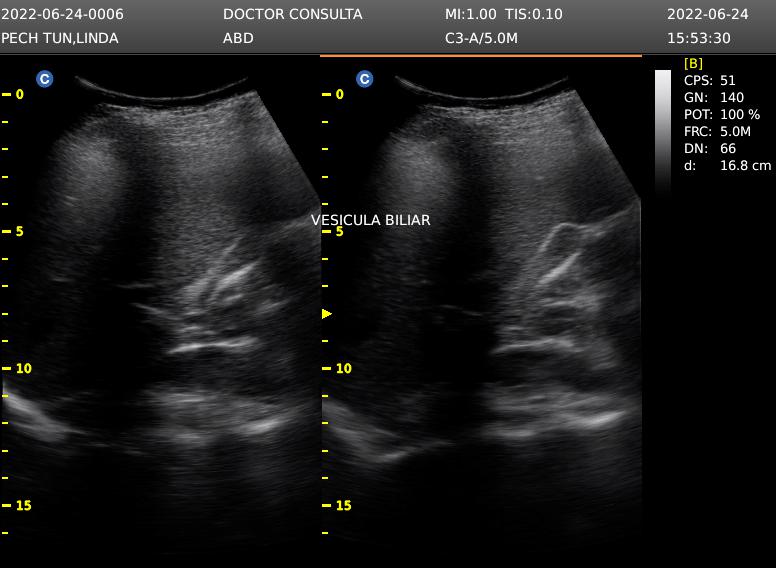 2022-06-24-0006 DOCTOR CONSULTA MI:1.00 TIS:0.10 2022-06-24
PECH TUN,LINDA ABD C3-A/5.0M 15:53:30
[B]
CPS: 51
GN: 140
POT: 100 %
FRC: 5.0M
DN: 66
d: 16.8 cm
C C
0 0
VESICULA BILIAR
5 5
10 10
15 15